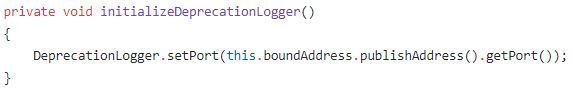 private void initializeDeprecationLogger()
{
    DeprecationLogger.setPort(this.boundAddress.publishAddress().getPort());
}